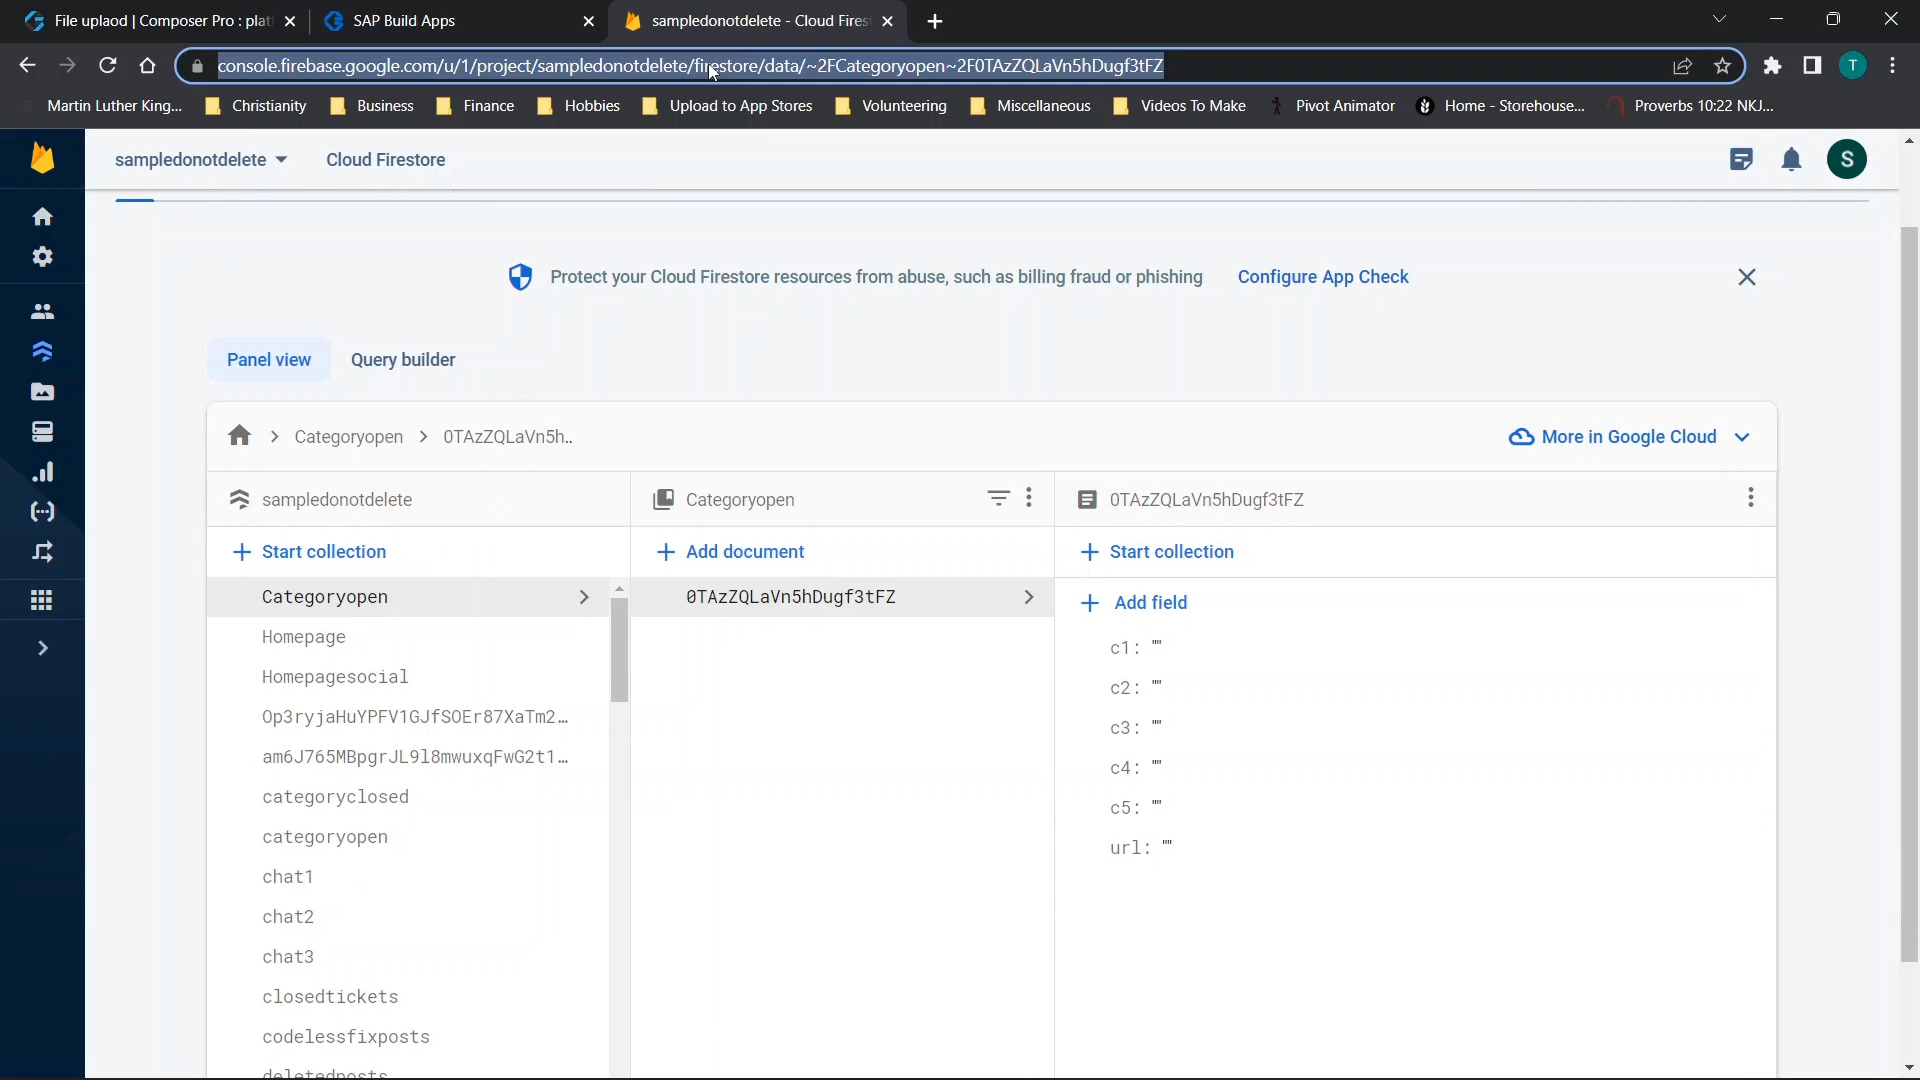 File uplaod | Composer Pro : plat
SAP Build Apps
sampledonotdelete - Cloud Fires
console.firebase.google.com/u/1/project/sampledonotdelete/firestore/data/~2FCategoryopen~2F0TAzZQLaVn5hDugf3tFZ
T
Martin Luther King...
Christianity
Business
Finance
Hobbies
Upload to App Stores
Volunteering
Miscellaneous
Videos To Make
Pivot Animator
Home - Storehouse...
Proverbs 10:22 NKJ...
sampledonotdelete
Cloud Firestore
S
Protect your Cloud Firestore resources from abuse, such as billing fraud or phishing
Configure App Check
Panel view
Query builder
Categoryopen
0TAzZQLaVn5h..
More in Google Cloud
sampledonotdelete
Categoryopen
0TAzZQLaVn5hDugf3tFZ
+ Start collection
+ Add document
+ Start collection
Categoryopen
0TAzZQLaVn5hDugf3tFZ
+ Add field
Homepage
Homepagesocial
Op3ryjaHuYPFV1GJfSOEr87XaTm2…
am6J765MBpgrJL9l8mwuxqFwG2t1…
categoryclosed
categoryopen
chat1
chat2
chat3
closedtickets
codelessfixposts
deletedposts
c1: ""
c2: ""
c3: ""
c4: ""
c5: ""
url: ""